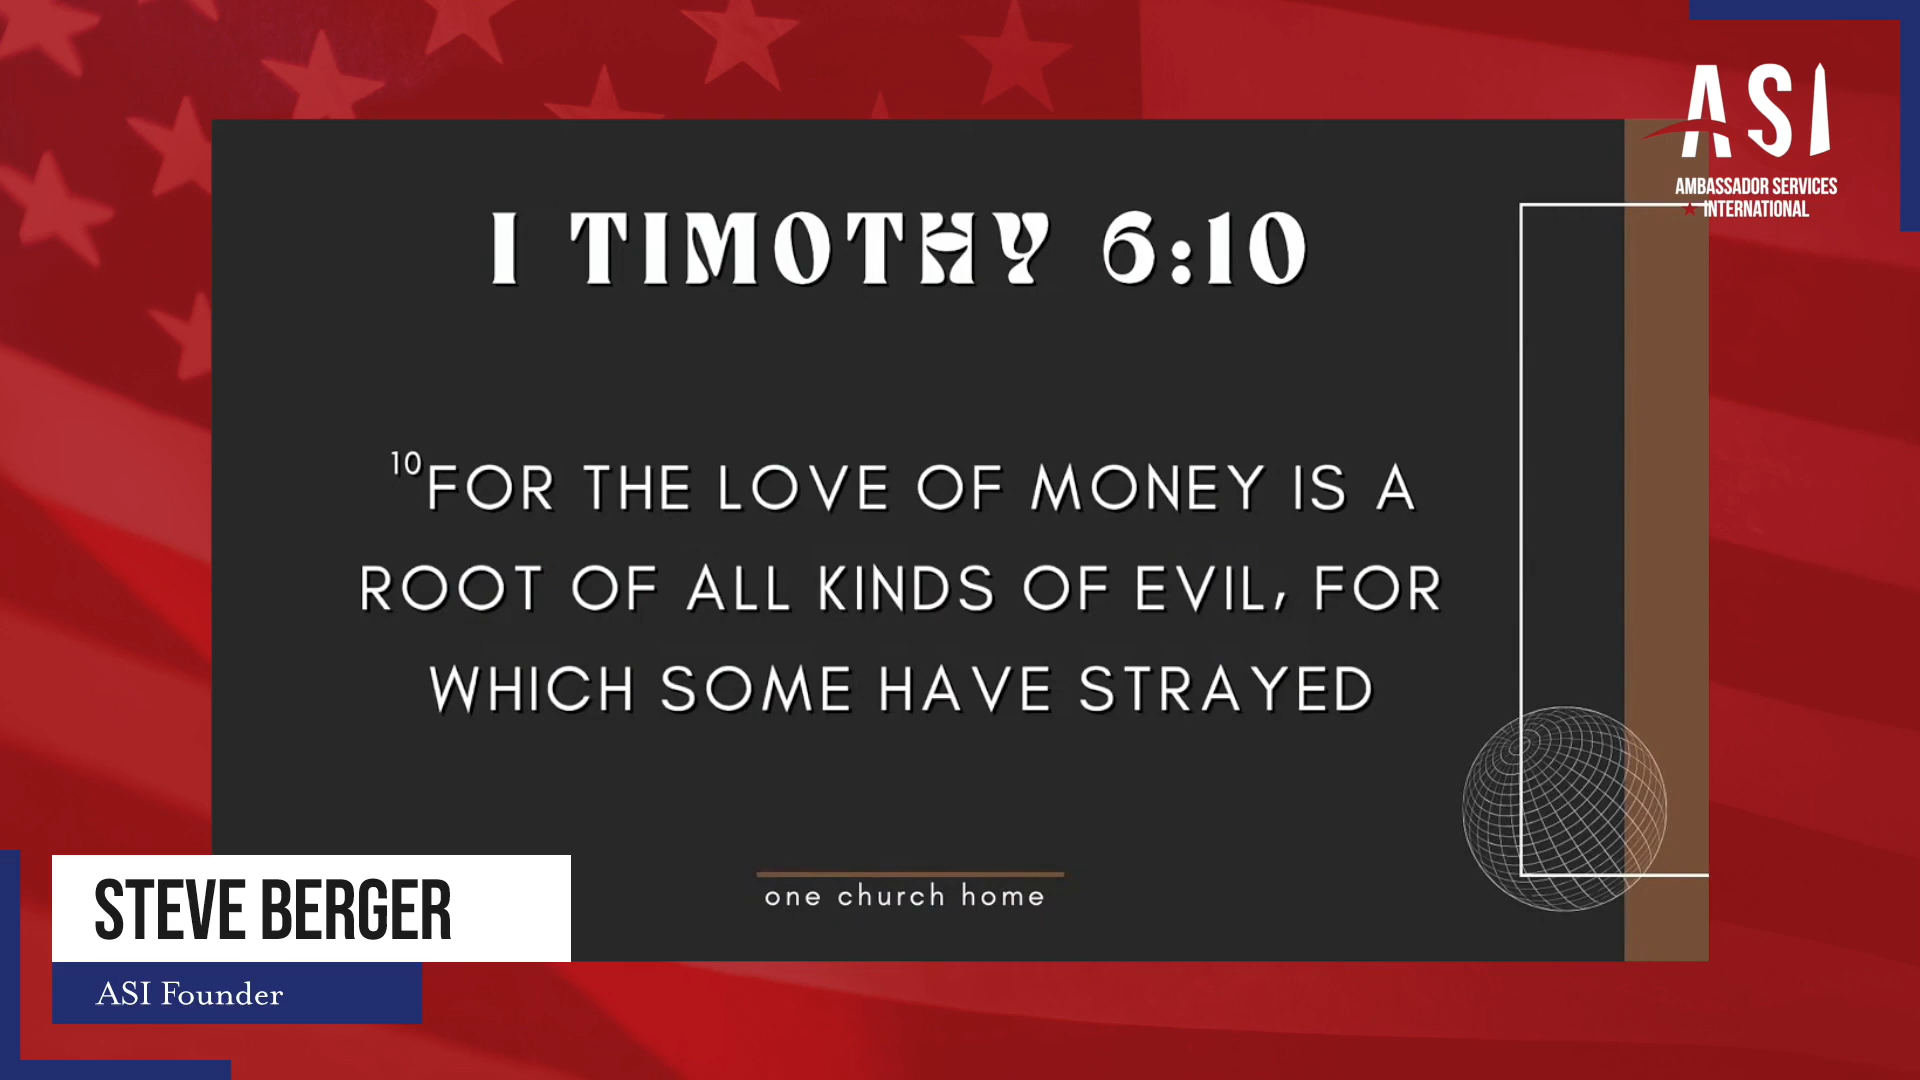 ASI
AMBASSADOR SERVICES
INTERNATIONAL
I TIMOTHY 6:10
10FOR THE LOVE OF MONEY IS A
ROOT OF ALL KINDS OF EVIL, FOR
WHICH SOME HAVE STRAYED
one church home
STEVE BERGER
ASI Founder